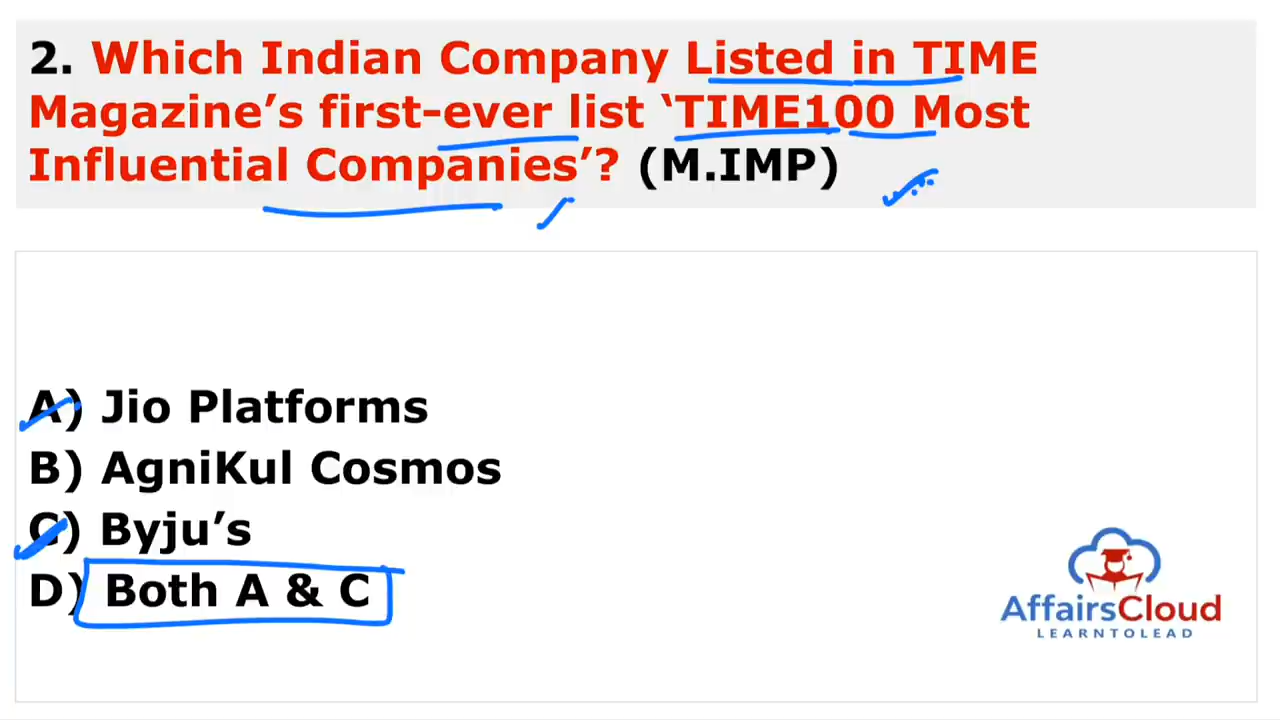 2. Which Indian Company Listed in TIME
Magazine’s first-ever list ‘TIME100 Most
Influential Companies’? (M.IMP)
A) Jio Platforms
B) AgniKul Cosmos
C) Byju’s
D) Both A & C
AffairsCloud
LEARNTOLEAD